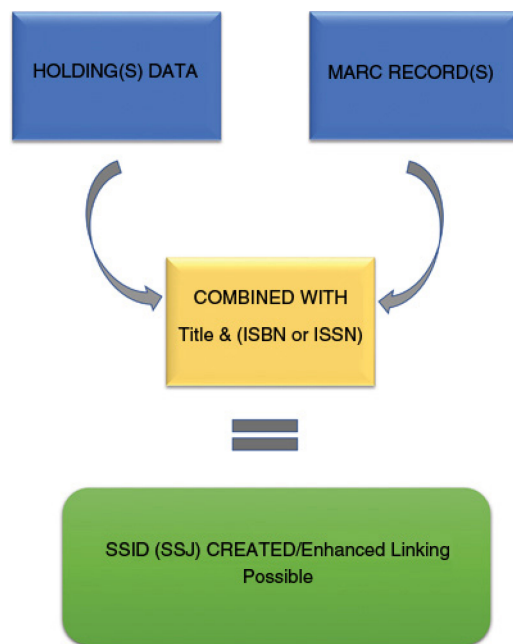 HOLDING(S) DATA
MARC RECORD(S)
COMBINED WITH
Title & (ISBN or ISSN)
SSID (SSJ) CREATED/Enhanced Linking
Possible